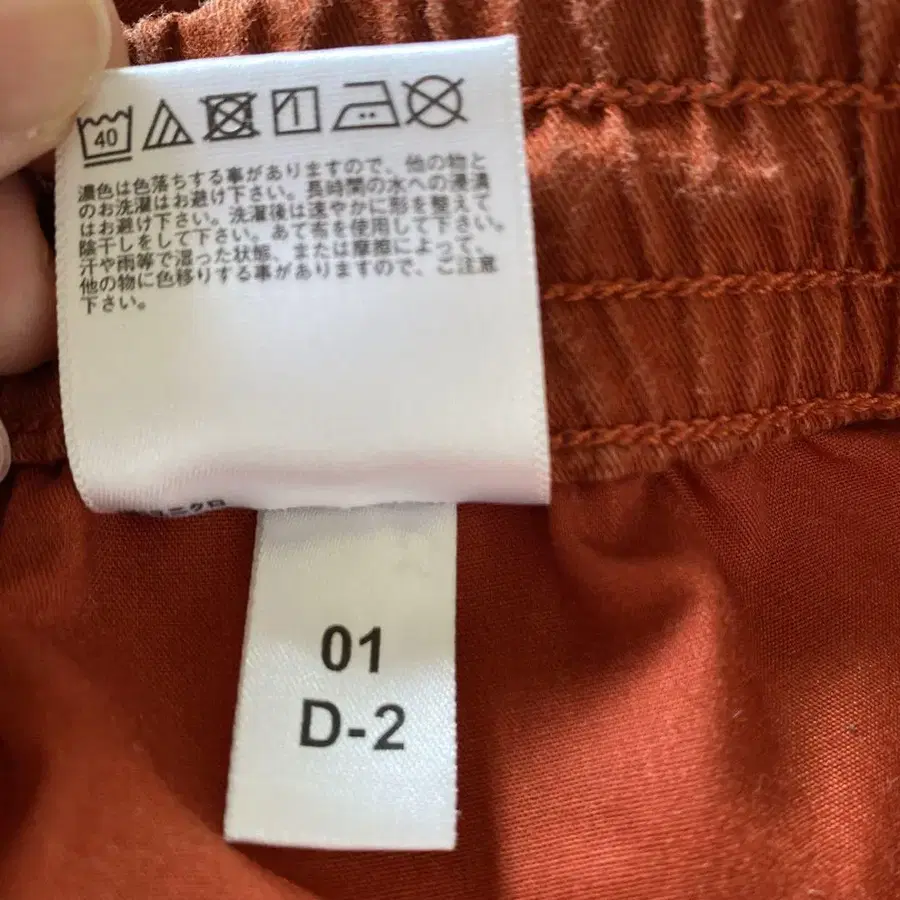 40
濃色は色落ちする事がありますので、他の物と
のお洗濯はお避け下さい。長時間の水への浸漬
はお避け下さい。洗濯後は速やかに形を整えて
陰干しをして下さい。あて布を使用して下さい。
汗や雨等で湿った状態、または摩擦によって、
他の物に色移りする事がありますので、ご注意
下さい。
ユニクロ
01
D-2